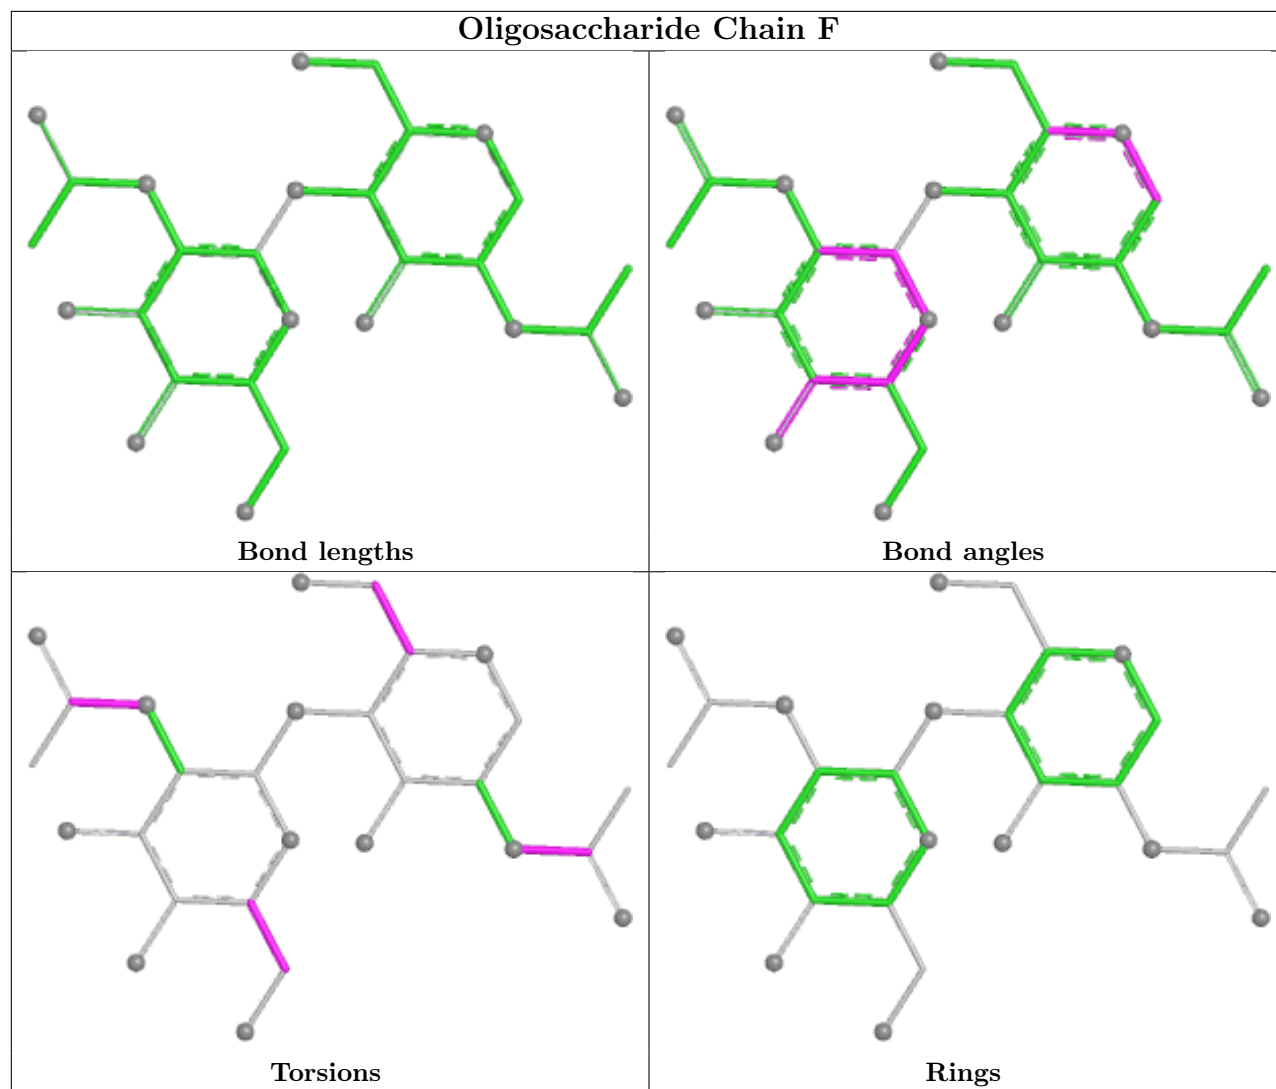 Oligosaccharide Chain F
Bond lengths
Bond angles
Torsions
Rings